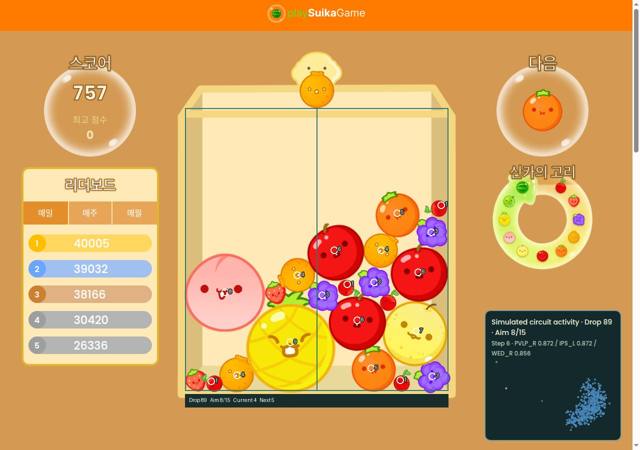 playSuikaGame
스코어
757
최고 점수
0
리더보드
매일 매주 매월
1 40005
2 39032
3 38166
4 30420
5 26336
다음
신카의 고리
Simulated circuit activity · Drop 89
· Aim 8/15
Step 6 · PVLP_R 0.872 / IPS_L 0.872 /
WED_R 0.856
Drop 89 Aim 8/15 Current 4 Next 5